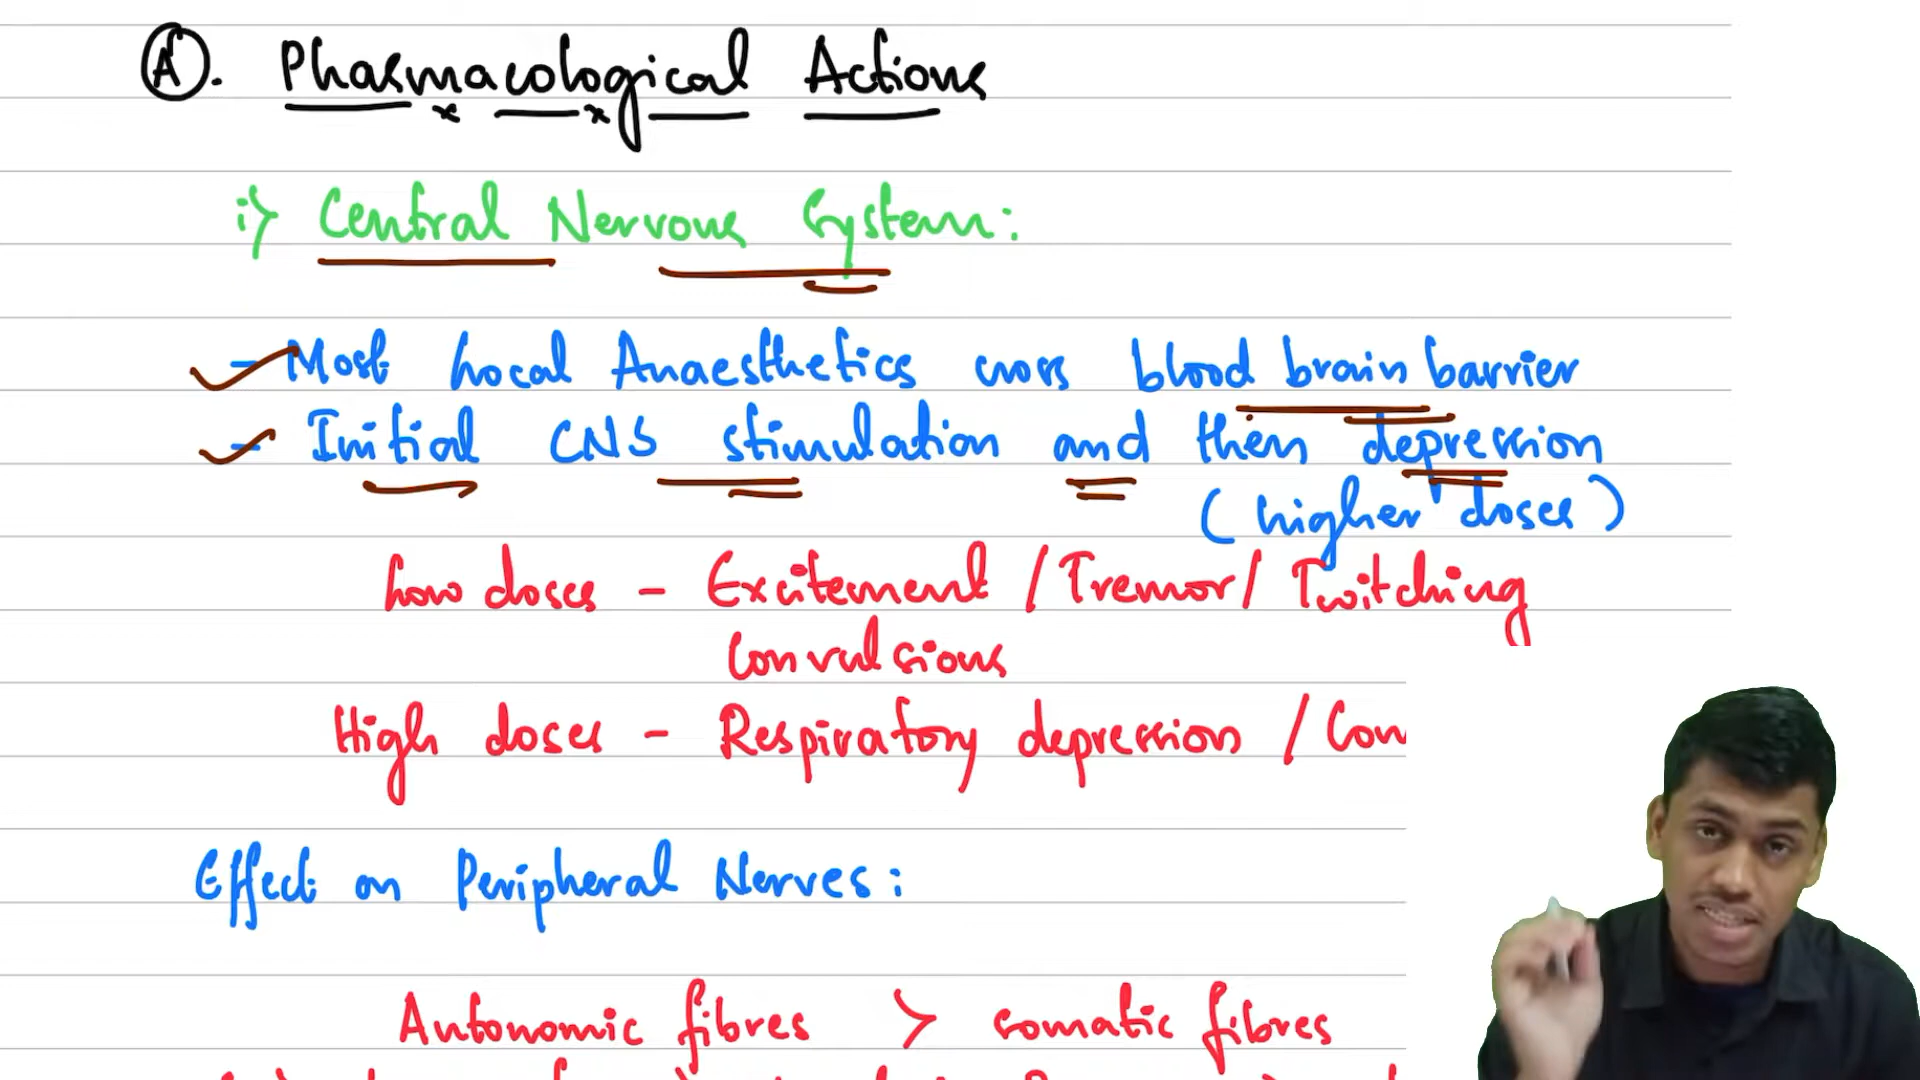 A. Pharmacological Actions
i> Central Nervous System:
- Most Local Anaesthetics cross blood brain barrier
- Initial CNS stimulation and then depression
(higher doses)
Low doses - Excitement / Tremor / Twitching
Convulsions
High doses - Respiratory depression /
Effect on Peripheral Nerves:
Autonomic fibres > somatic fibres